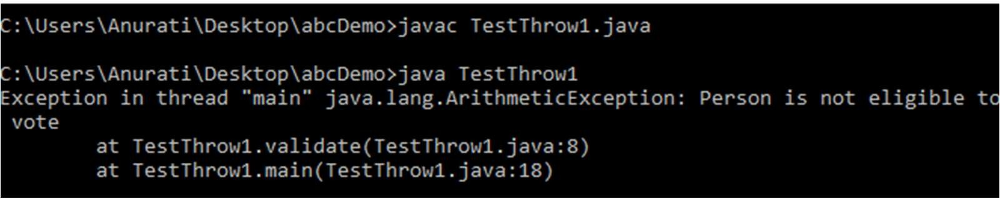 C:\Users\Anurati\Desktop\abcDemo>javac TestThrow1.java
C:\Users\Anurati\Desktop\abcDemo>java TestThrow1
Exception in thread "main" java.lang.ArithmeticException: Person is not eligible to
vote
at TestThrow1.validate(TestThrow1.java:8)
at TestThrow1.main(TestThrow1.java:18)